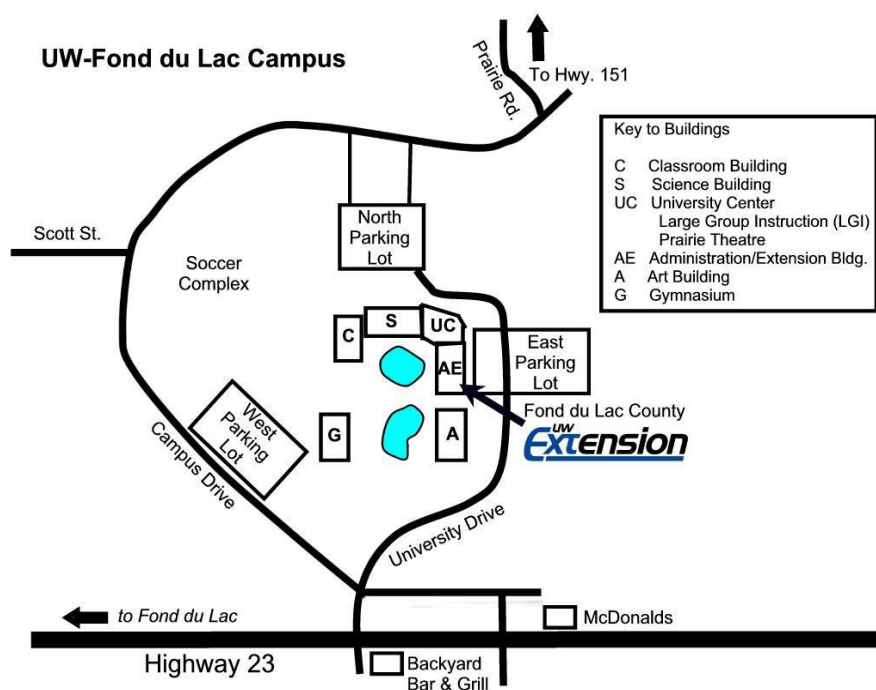 UW-Fond du Lac Campus
Prairie Rd.
To Hwy. 151
Key to Buildings
C Classroom Building
S Science Building
UC University Center
Large Group Instruction (LGI)
Prairie Theatre
AE Administration/Extension Bldg.
A Art Building
G Gymnasium
Scott St.
North
Parking
Lot
Soccer
Complex
S
UC
C
AE
East
Parking
Lot
Fond du Lac County
UW
Extension
West
Parking
Lot
G
A
Campus Drive
University Drive
to Fond du Lac
McDonalds
Highway 23
Backyard
Bar & Grill